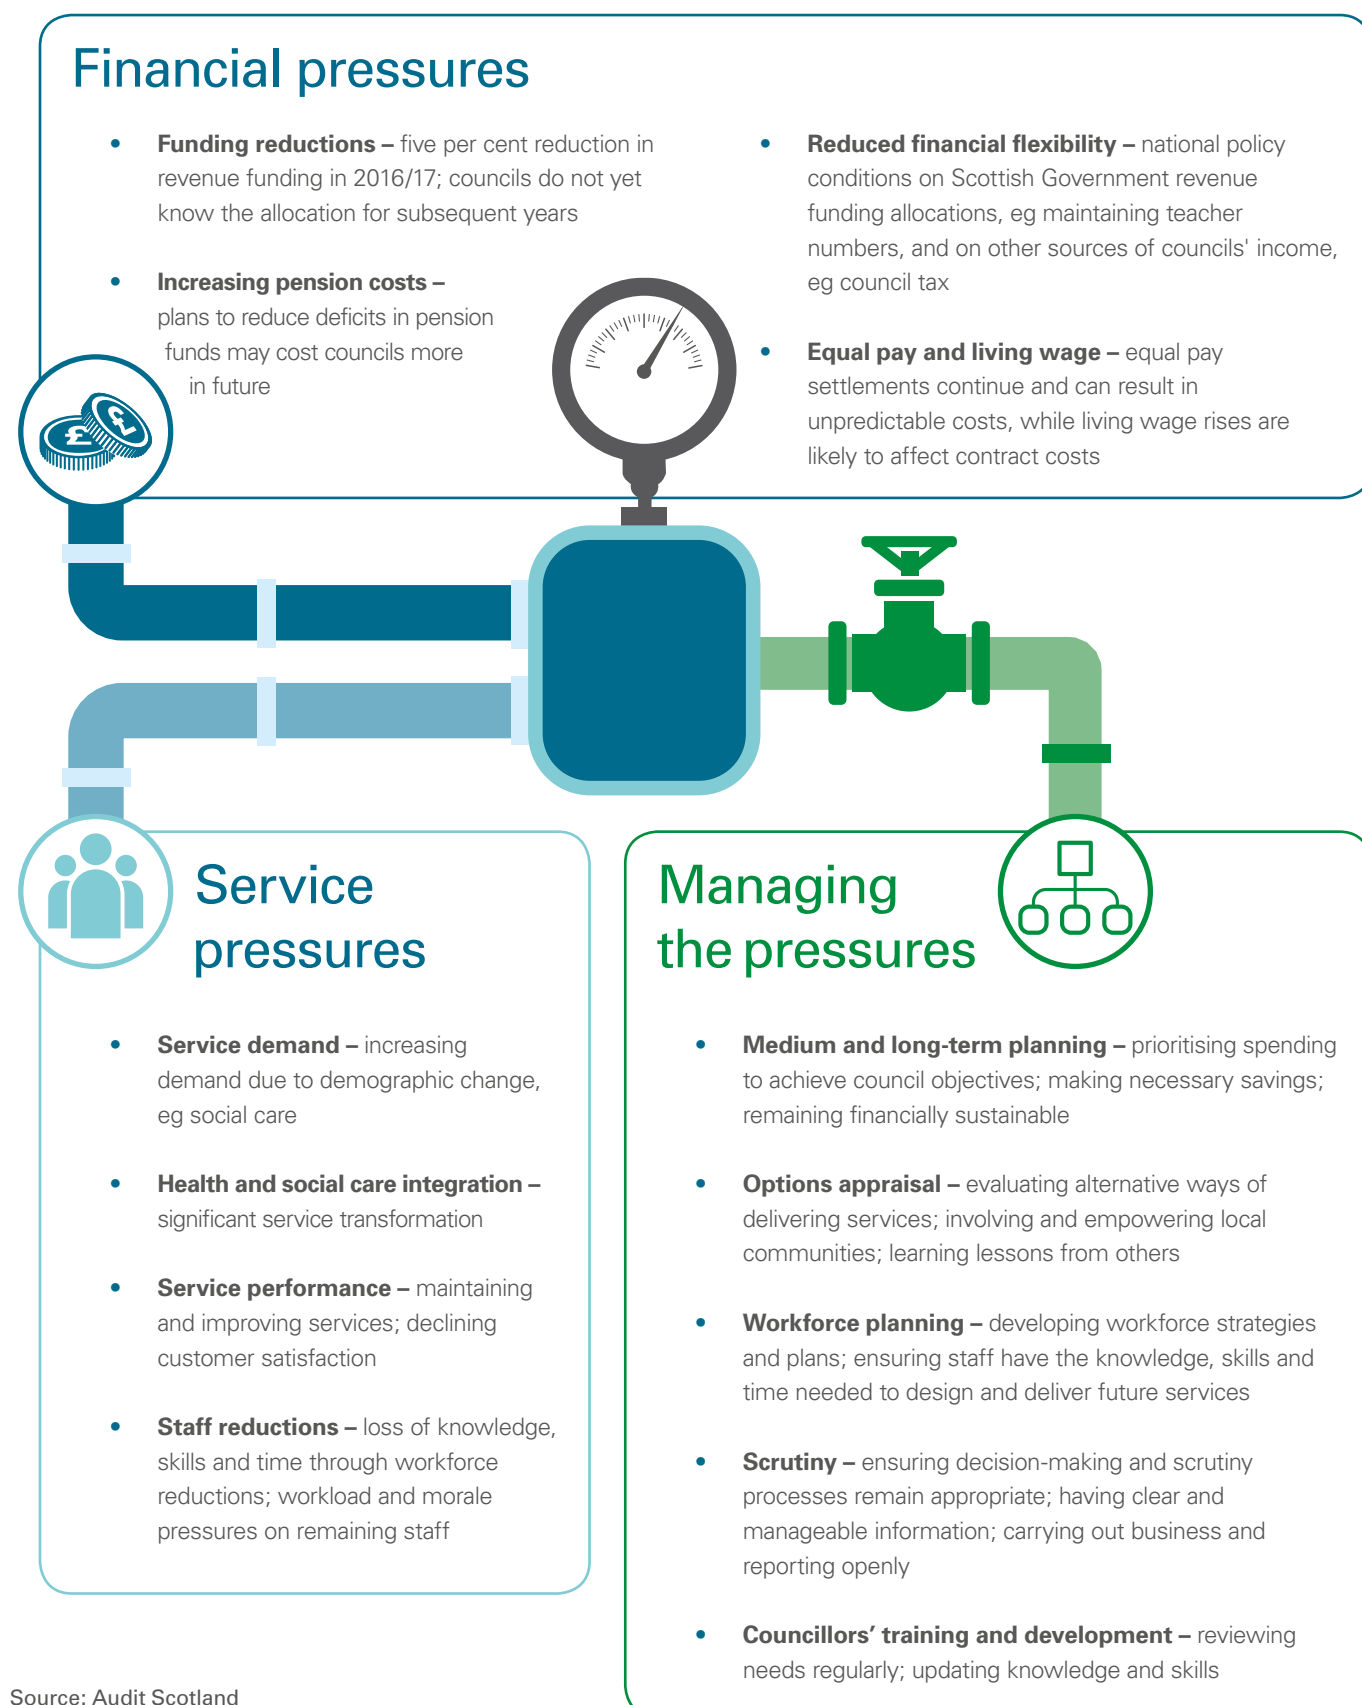 Financial pressures
• Funding reductions – five per cent reduction in
revenue funding in 2016/17; councils do not yet
know the allocation for subsequent years
• Increasing pension costs –
plans to reduce deficits in pension
funds may cost councils more
in future
• Reduced financial flexibility – national policy
conditions on Scottish Government revenue
funding allocations, eg maintaining teacher
numbers, and on other sources of councils' income,
eg council tax
• Equal pay and living wage – equal pay
settlements continue and can result in
unpredictable costs, while living wage rises are
likely to affect contract costs
£ £
Service
pressures
• Service demand – increasing
demand due to demographic change,
eg social care
• Health and social care integration –
significant service transformation
• Service performance – maintaining
and improving services; declining
customer satisfaction
• Staff reductions – loss of knowledge,
skills and time through workforce
reductions; workload and morale
pressures on remaining staff
Managing
the pressures
• Medium and long-term planning – prioritising spending
to achieve council objectives; making necessary savings;
remaining financially sustainable
• Options appraisal – evaluating alternative ways of
delivering services; involving and empowering local
communities; learning lessons from others
• Workforce planning – developing workforce strategies
and plans; ensuring staff have the knowledge, skills and
time needed to design and deliver future services
• Scrutiny – ensuring decision-making and scrutiny
processes remain appropriate; having clear and
manageable information; carrying out business and
reporting openly
• Councillors’ training and development – reviewing
needs regularly; updating knowledge and skills
Source: Audit Scotland